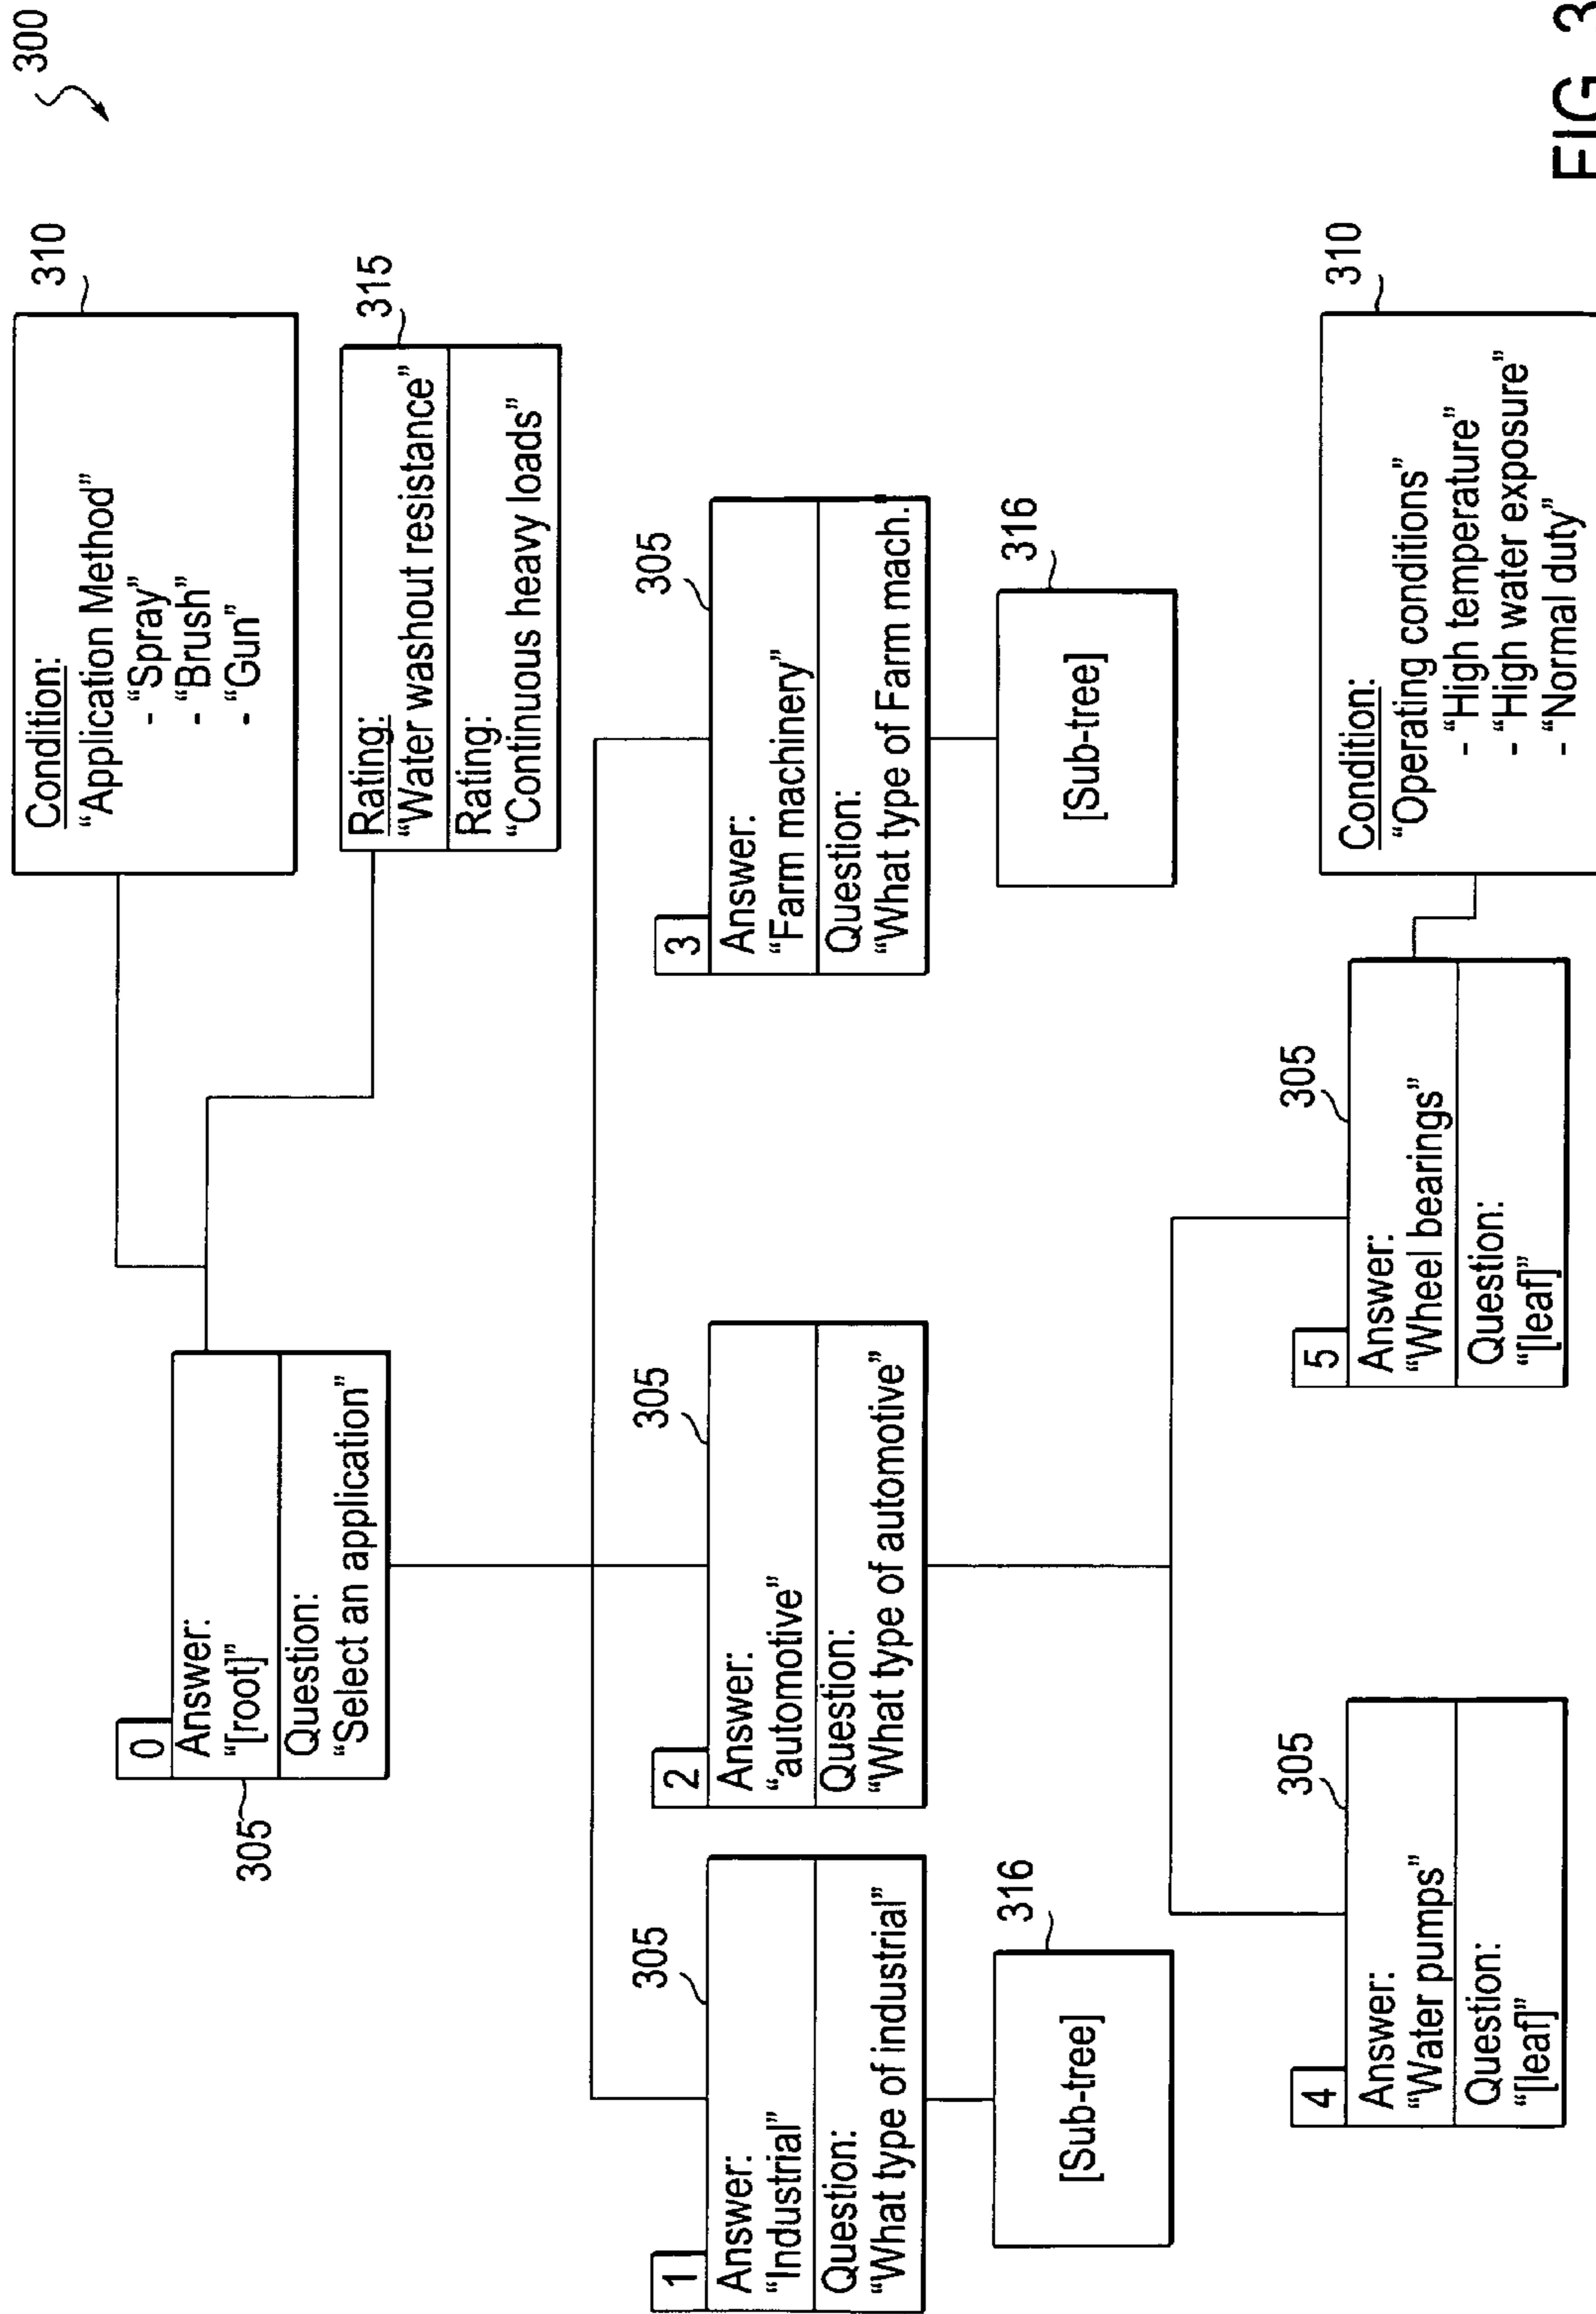 300
310
Condition:
“Application Method”
- “Spray”
- “Brush”
- “Gun”
315
Rating:
“Water washout resistance”
Rating:
“Continuous heavy loads”
0
Answer:
“[root]”
Question:
“Select an application”
305
1
305
Answer:
“Industrial”
Question:
“What type of industrial”
316
[Sub-tree]
2
305
Answer:
“automotive”
Question:
“What type of automotive”
3
305
Answer:
“Farm machinery”
Question:
“What type of Farm mach.
316
[Sub-tree]
4
305
Answer:
“Water pumps”
Question:
“[leaf]”
5
305
Answer:
“Wheel bearings”
Question:
“[leaf]”
310
Condition:
“Operating conditions”
- “High temperature”
- “High water exposure”
- “Normal duty”
FIG. 3